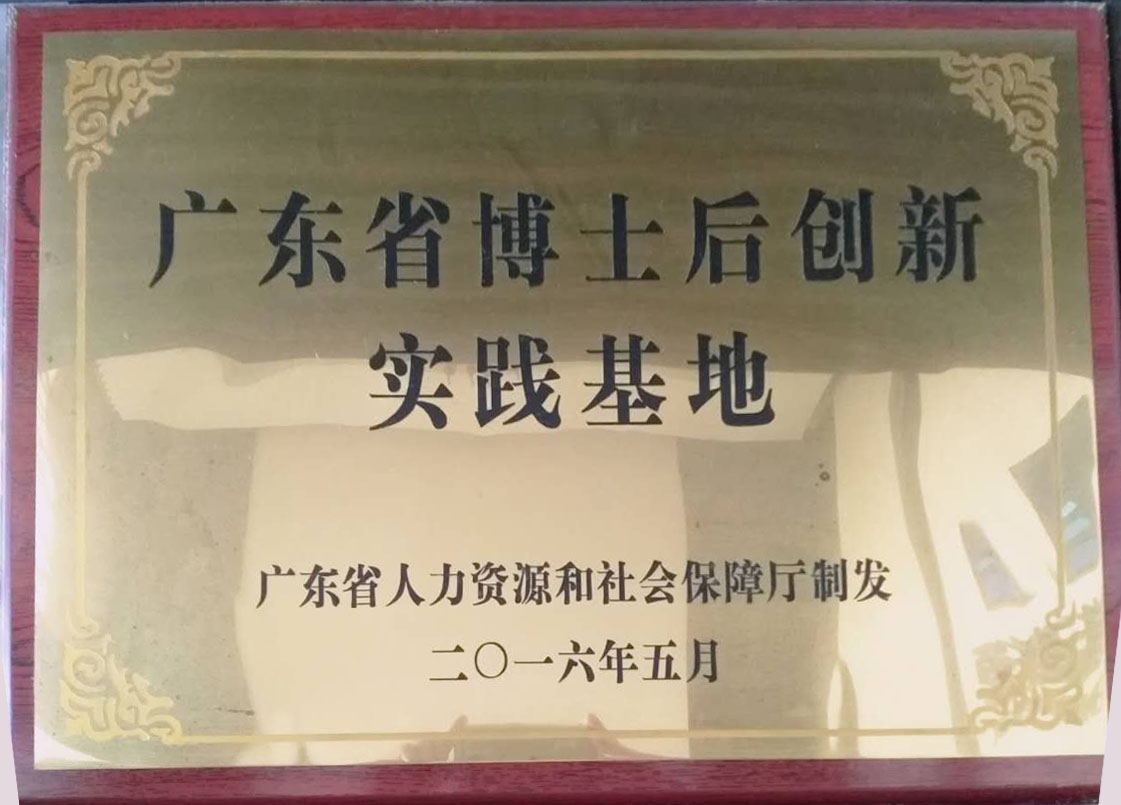 广东省博士后创新
实践基地
广东省人力资源和社会保障厅制发
二〇一六年五月